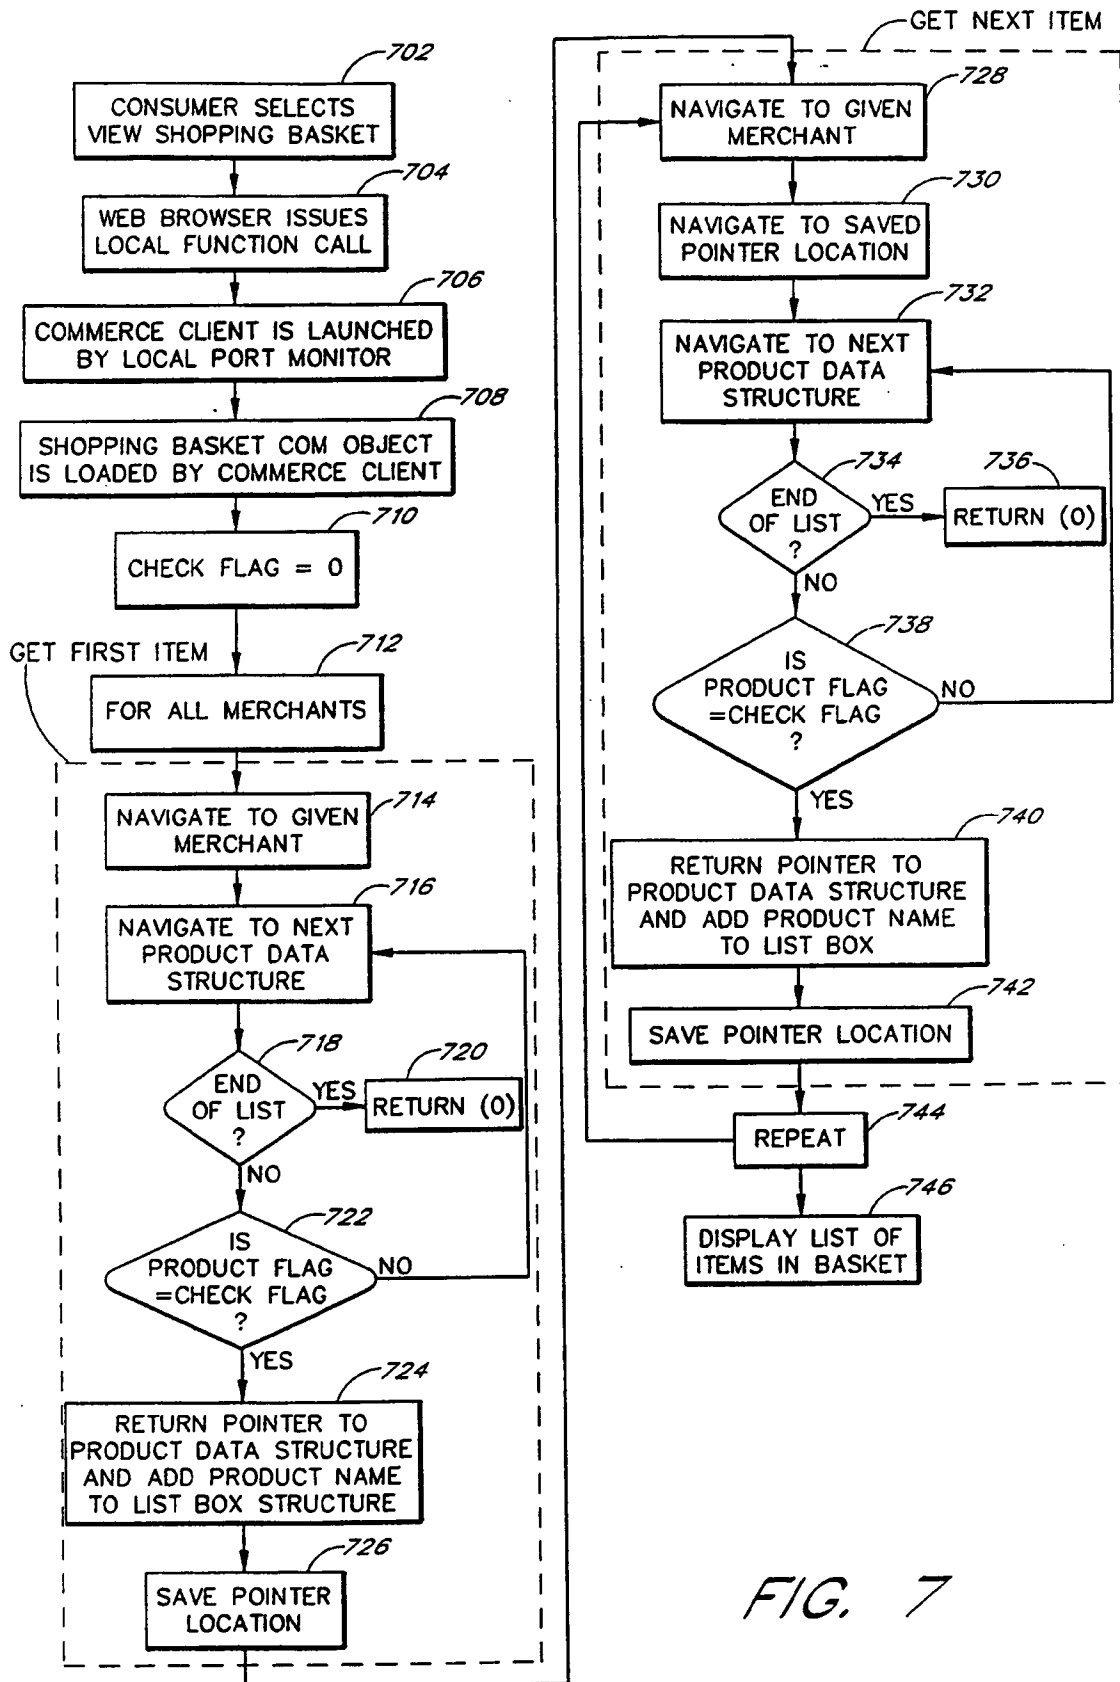 702
CONSUMER SELECTS
VIEW SHOPPING BASKET
704
WEB BROWSER ISSUES
LOCAL FUNCTION CALL
706
COMMERCE CLIENT IS LAUNCHED
BY LOCAL PORT MONITOR
708
SHOPPING BASKET COM OBJECT
IS LOADED BY COMMERCE CLIENT
710
CHECK FLAG = 0
GET FIRST ITEM
712
FOR ALL MERCHANTS
714
NAVIGATE TO GIVEN
MERCHANT
716
NAVIGATE TO NEXT
PRODUCT DATA
STRUCTURE
718
END
OF LIST
?
YES
720
RETURN (0)
NO
722
IS
PRODUCT FLAG
=CHECK FLAG
?
NO
YES
724
RETURN POINTER TO
PRODUCT DATA STRUCTURE
AND ADD PRODUCT NAME
TO LIST BOX STRUCTURE
726
SAVE POINTER
LOCATION
GET NEXT ITEM
728
NAVIGATE TO GIVEN
MERCHANT
730
NAVIGATE TO SAVED
POINTER LOCATION
732
NAVIGATE TO NEXT
PRODUCT DATA
STRUCTURE
734
END
OF LIST
?
YES
736
RETURN (0)
NO
738
IS
PRODUCT FLAG
=CHECK FLAG
?
NO
YES
740
RETURN POINTER TO
PRODUCT DATA STRUCTURE
AND ADD PRODUCT NAME
TO LIST BOX
742
SAVE POINTER LOCATION
744
REPEAT
746
DISPLAY LIST OF
ITEMS IN BASKET
FIG. 7